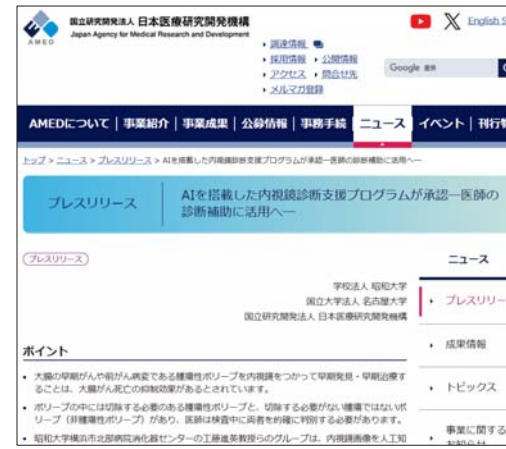 AMED
国立研究開発法人 日本医療研究開発機構
Japan Agency for Medical Research and Development
X English S
調達情報
採用情報 公開情報
アクセス 問合せ先
メルマガ登録
Google 提供
AMEDについて | 事業紹介 | 事業成果 | 公募情報 | 事務手続 | ニュース | イベント | 刊行物
トップ > ニュース > プレスリリース > AIを搭載した内視鏡診断支援プログラムが承認―医師の診断補助に活用へ―
プレスリリース
AIを搭載した内視鏡診断支援プログラムが承認―医師の
診断補助に活用へ―
プレスリリース
ニュース
学校法人 昭和大学
国立大学法人 名古屋大学
国立研究開発法人 日本医療研究開発機構
プレスリリー
ポイント
成果情報
• 大腸の早期がんや前がん病変である腫瘍性ポリープを内視鏡をつかって早期発見・早期治療す
ることは、大腸がん死亡の抑制効果があるとされています。
トピックス
• ポリープの中には切除する必要のある腫瘍性ポリープと、切除する必要がない腫瘍ではないポ
リープ（非腫瘍性ポリープ）があり、医師は検査中に両者を的確に判別する必要があります。
事業に関する
お知らせ
• 昭和大学横浜市北部病院消化器センターの工藤進英教授らのグループは、内視鏡画像を人工知